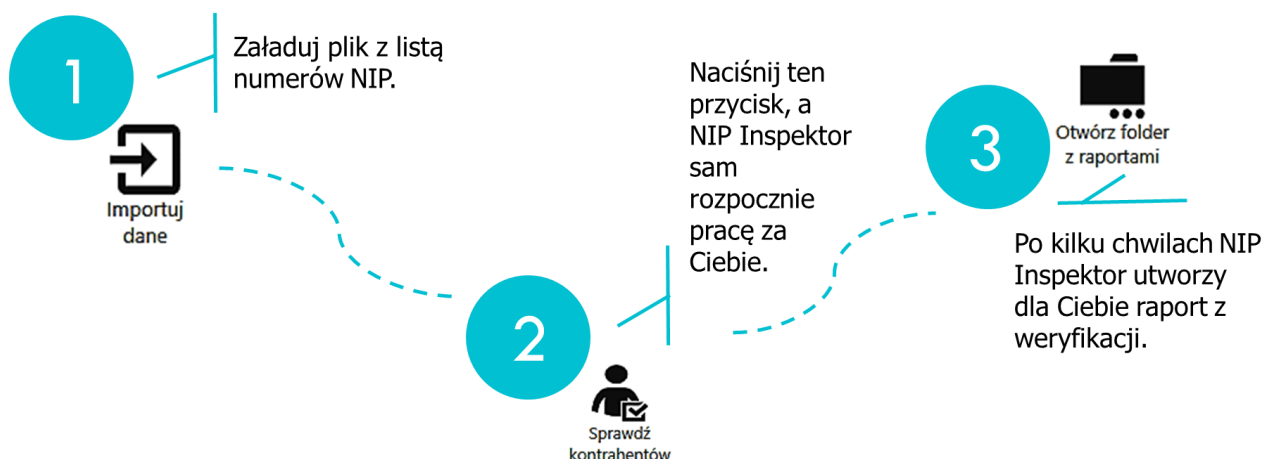 1
Załaduj plik z listą
numerów NIP.
Importuj
dane
2
Naciśnij ten
przycisk, a
NIP Inspektor
sam
rozpocznie
pracę za
Ciebie.
Sprawdź
kontrahentów
3
Otwórz folder
z raportami
Po kilku chwilach NIP
Inspektor utworzy
dla Ciebie raport z
weryfikacji.